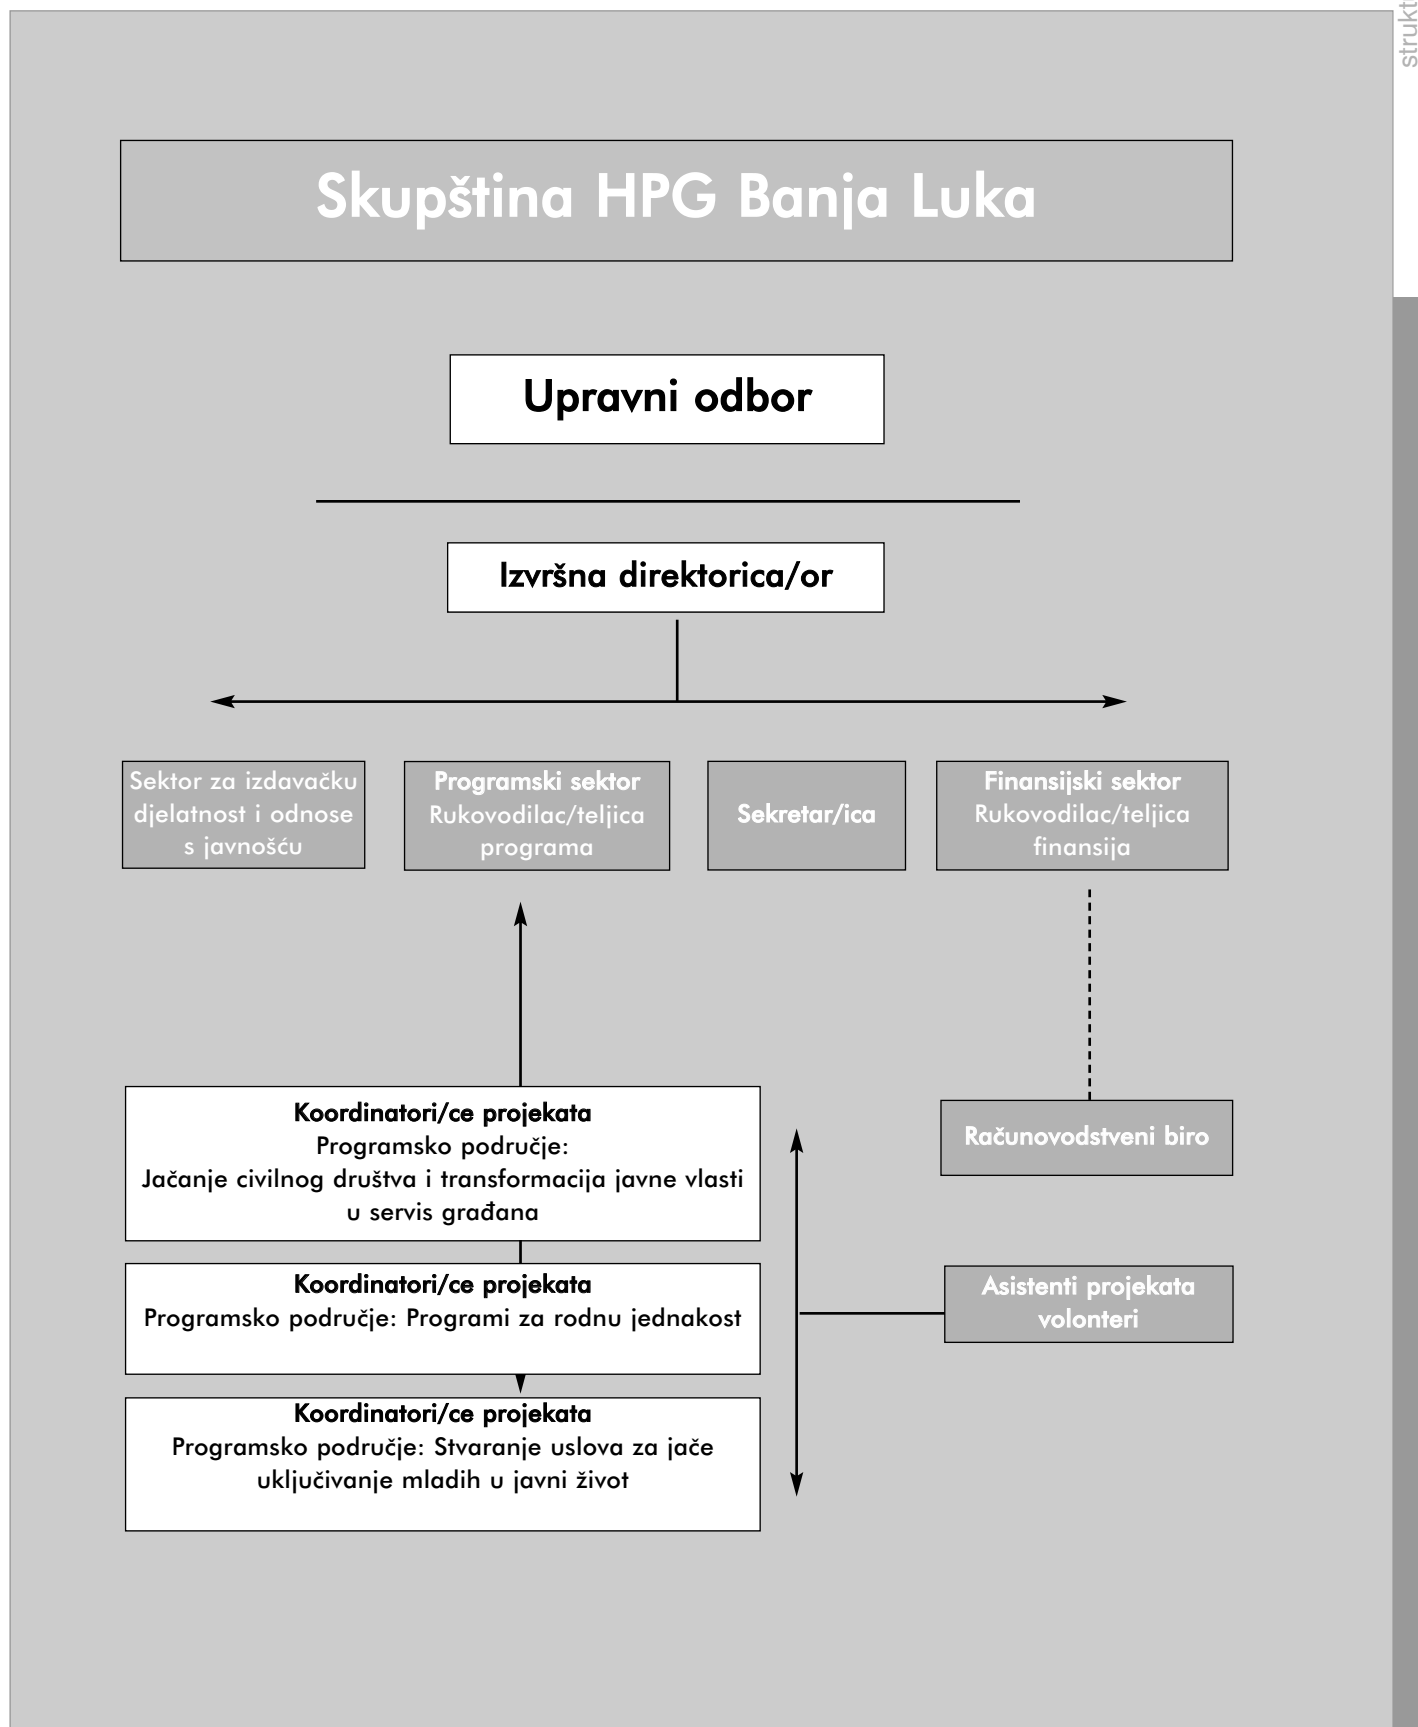 strukt
Skupština HPG Banja Luka
Upravni odbor
Izvršna direktorica/or
Sektor za izdavačku
djelatnost i odnose
s javnošću
Programski sektor
Rukovodilac/teljica
programa
Sekretar/ica
Finansijski sektor
Rukovodilac/teljica
finansija
Koordinatori/ce projekata
Programsko područje:
Jačanje civilnog društva i transformacija javne vlasti
u servis građana
Računovodstveni biro
Koordinatori/ce projekata
Programsko područje: Programi za rodnu jednakost
Asistenti projekata
volonteri
Koordinatori/ce projekata
Programsko područje: Stvaranje uslova za jače
uključivanje mladih u javni život